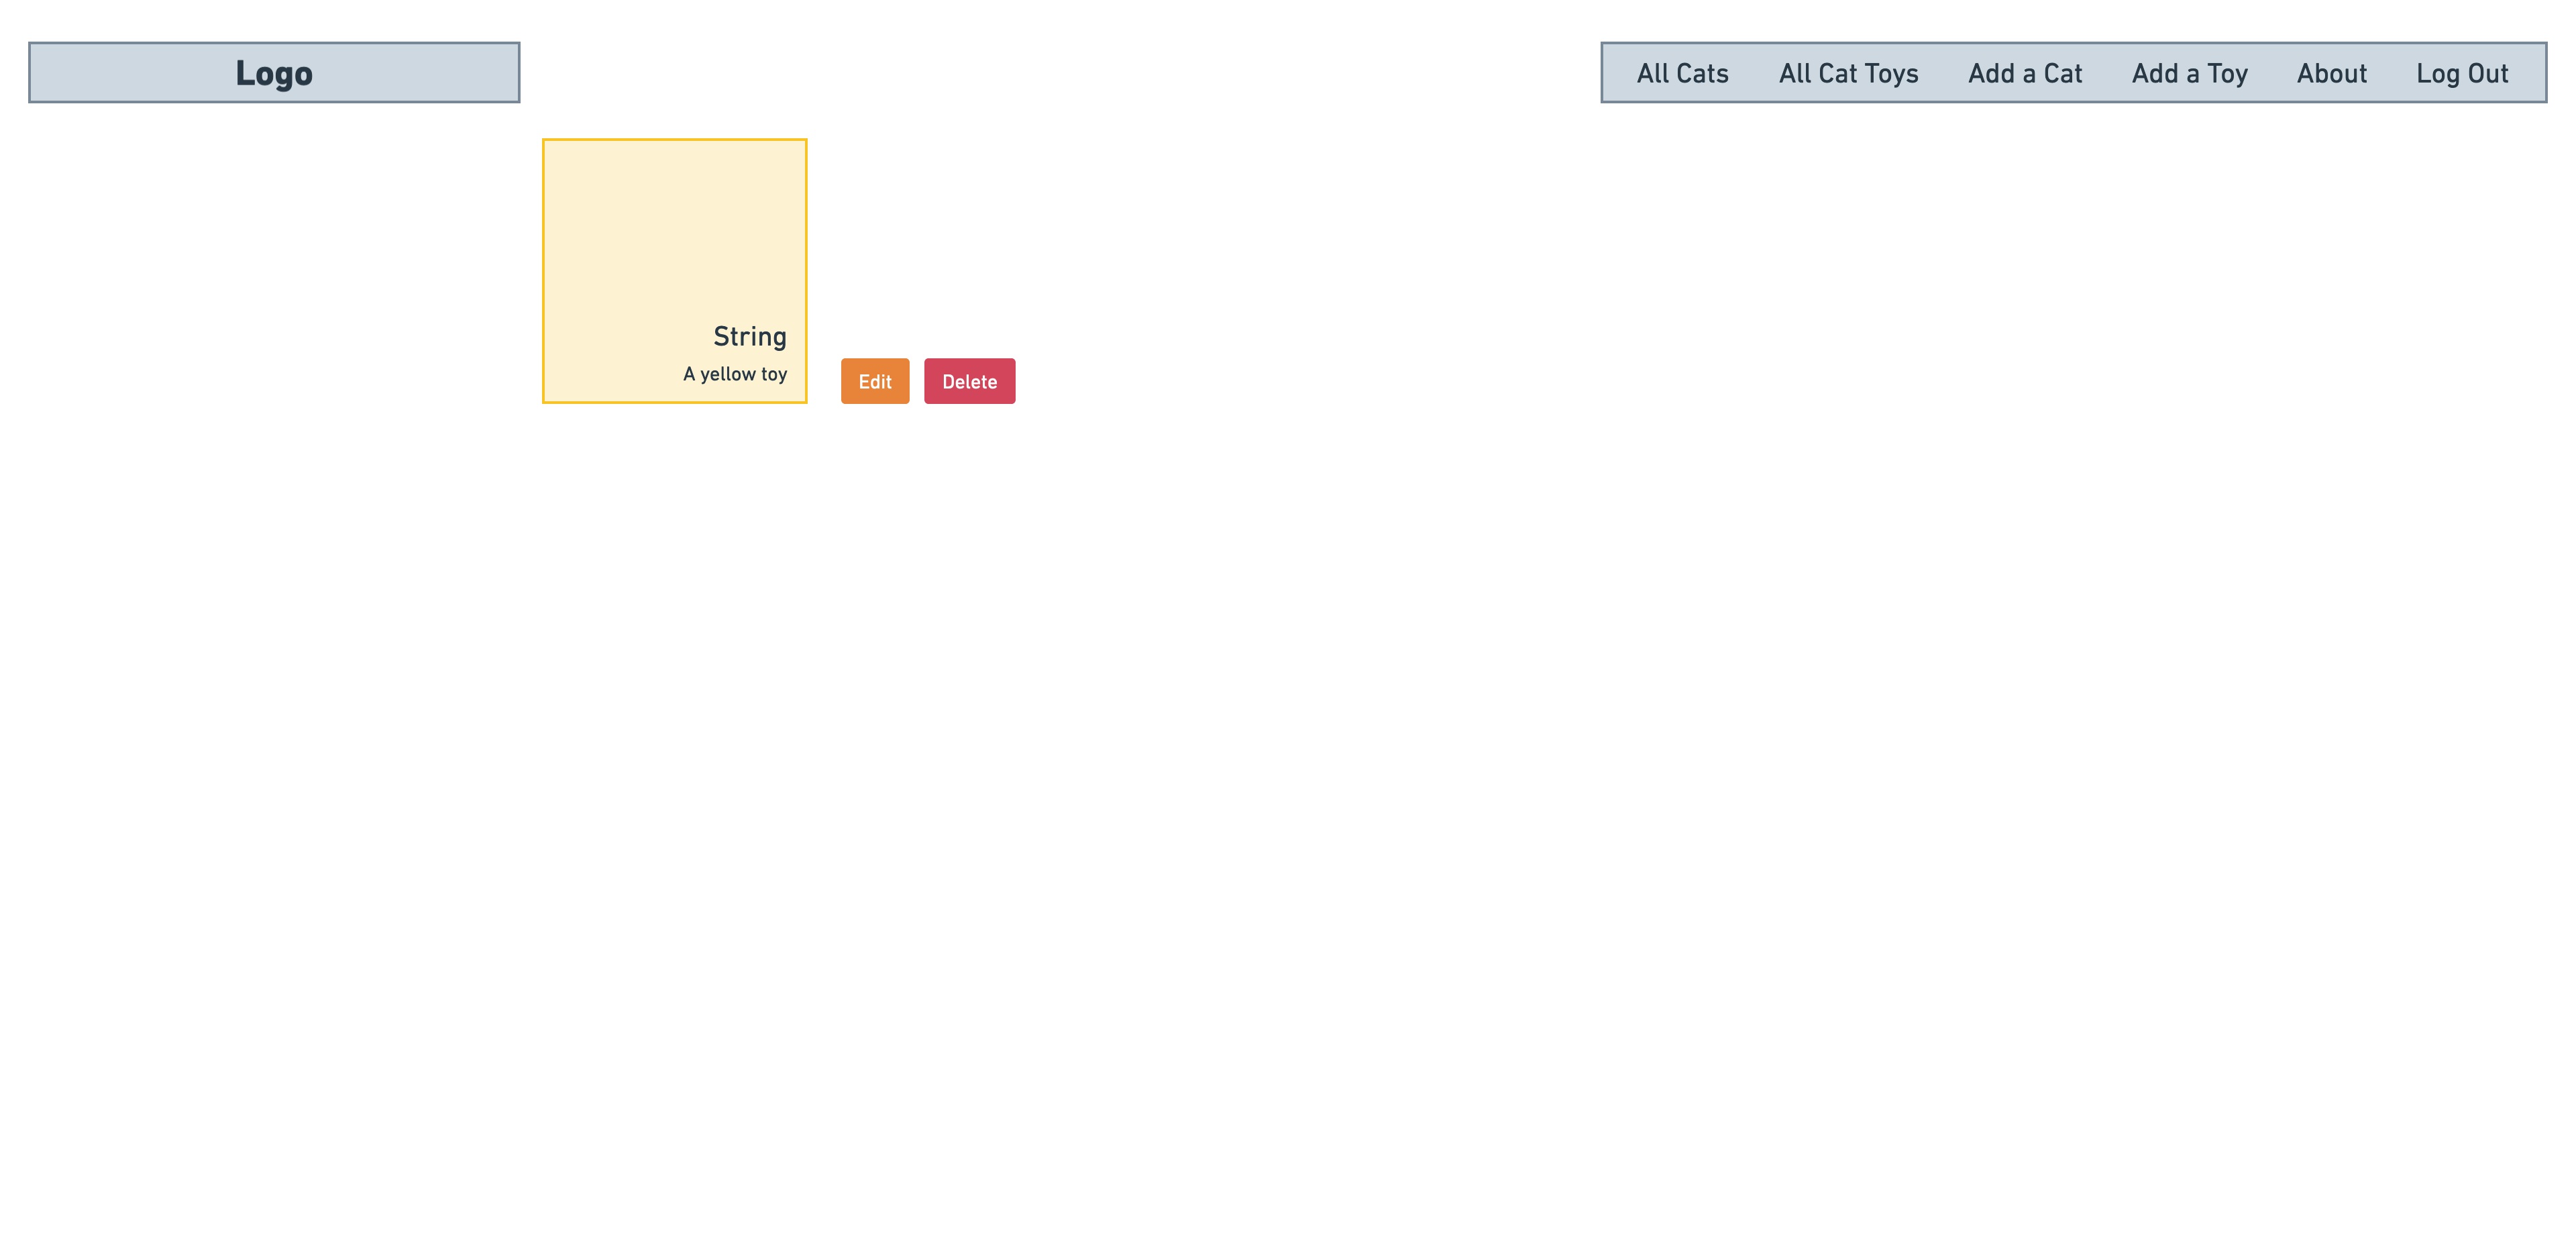 Logo
All Cats All Cat Toys Add a Cat Add a Toy About Log Out
String
A yellow toy
Edit Delete